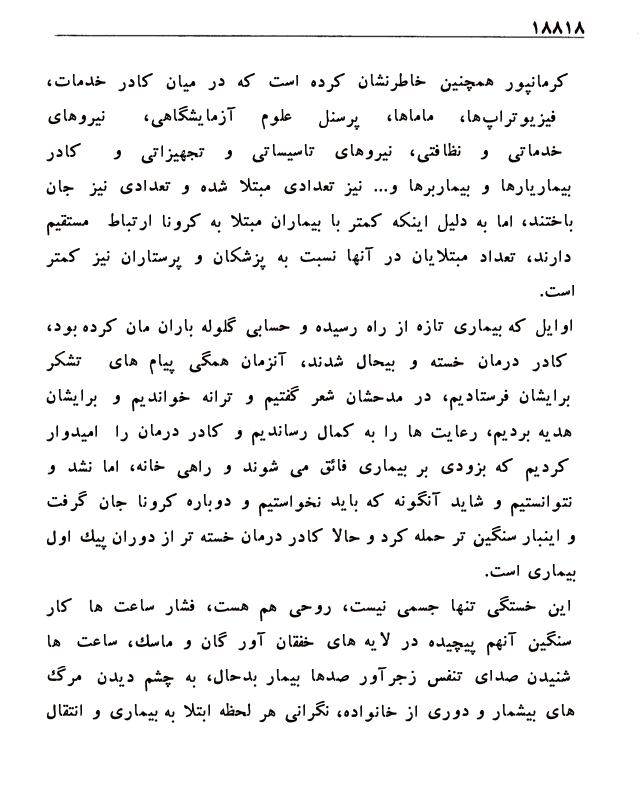 ۱۸۸۱۸
کرمانپور همچنین خاطرنشان کرده است که در میان کادر خدمات،
فیزیوتراپ‌ها، ماماها، پرسنل علوم آزمایشگاهی، نیروهای
خدماتی و نظافتی، نیروهای تاسیساتی و تجهیزاتی و کادر
بیماریارها و بیماربرها و... نیز تعدادی مبتلا شده و تعدادی نیز جان
باختند، اما به دلیل اینکه کمتر با بیماران مبتلا به کرونا ارتباط مستقیم
دارند، تعداد مبتلایان در آنها نسبت به پزشکان و پرستاران نیز کمتر
است.
اوایل که بیماری تازه از راه رسیده و حسابی گلوله باران مان کرده بود،
کادر درمان خسته و بیحال شدند، آنزمان همگی پیام های تشکر
برایشان فرستادیم، در مدحشان شعر گفتیم و ترانه خواندیم و برایشان
هدیه بردیم، رعایت ها را به کمال رساندیم و کادر درمان را امیدوار
کردیم که بزودی بر بیماری فائق می شوند و راهی خانه، اما نشد و
نتوانستیم و شاید آنگونه که باید نخواستیم و دوباره کرونا جان گرفت
و اینبار سنگین تر حمله کرد و حالا کادر درمان خسته تر از دوران پیك اول
بیماری است.
این خستگی تنها جسمی نیست، روحی هم هست، فشار ساعت ها کار
سنگین آنهم پیچیده در لایه های خفقان آور گان و ماسك، ساعت ها
شنیدن صدای تنفس زجرآور صدها بیمار بدحال، به چشم دیدن مرگ
های بیشمار و دوری از خانواده، نگرانی هر لحظه ابتلا به بیماری و انتقال